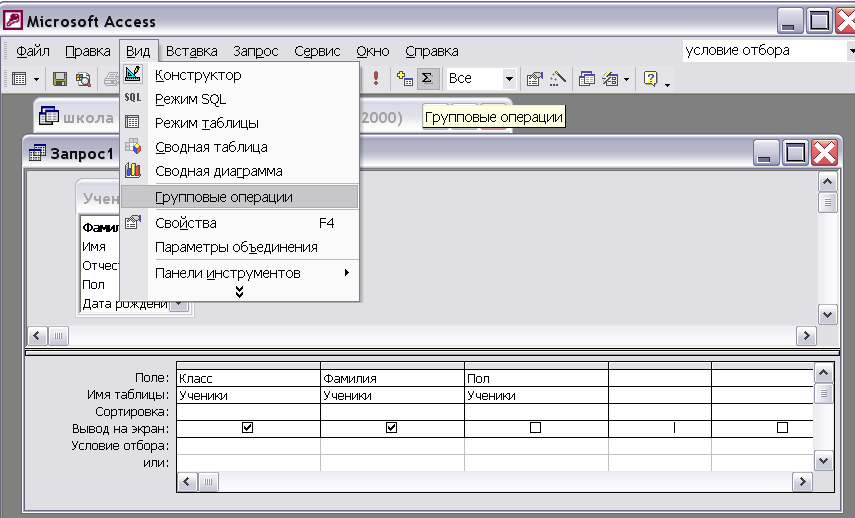 Microsoft Access
Файл Правка Вид Вставка Запрос Сервис Окно Справка
условие отбора
Все
Конструктор
SQL Режим SQL
Режим таблицы
Сводная таблица
Сводная диаграмма
Групповые операции
Свойства F4
Параметры объединения
Панели инструментов
школа
2000)
Групповые операции
Запрос1
Учен
Фамил
Имя
Отчес
Пол
Дата рождени
Поле: Класс Фамилия Пол
Имя таблицы: Ученики Ученики Ученики
Сортировка:
Вывод на экран:
Условие отбора:
или: